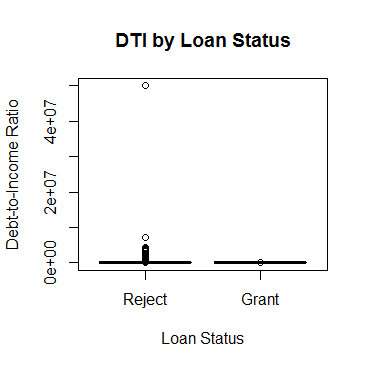 DTI by Loan Status
Debt-to-Income Ratio
4e+07
2e+07
0e+00
Reject Grant
Loan Status